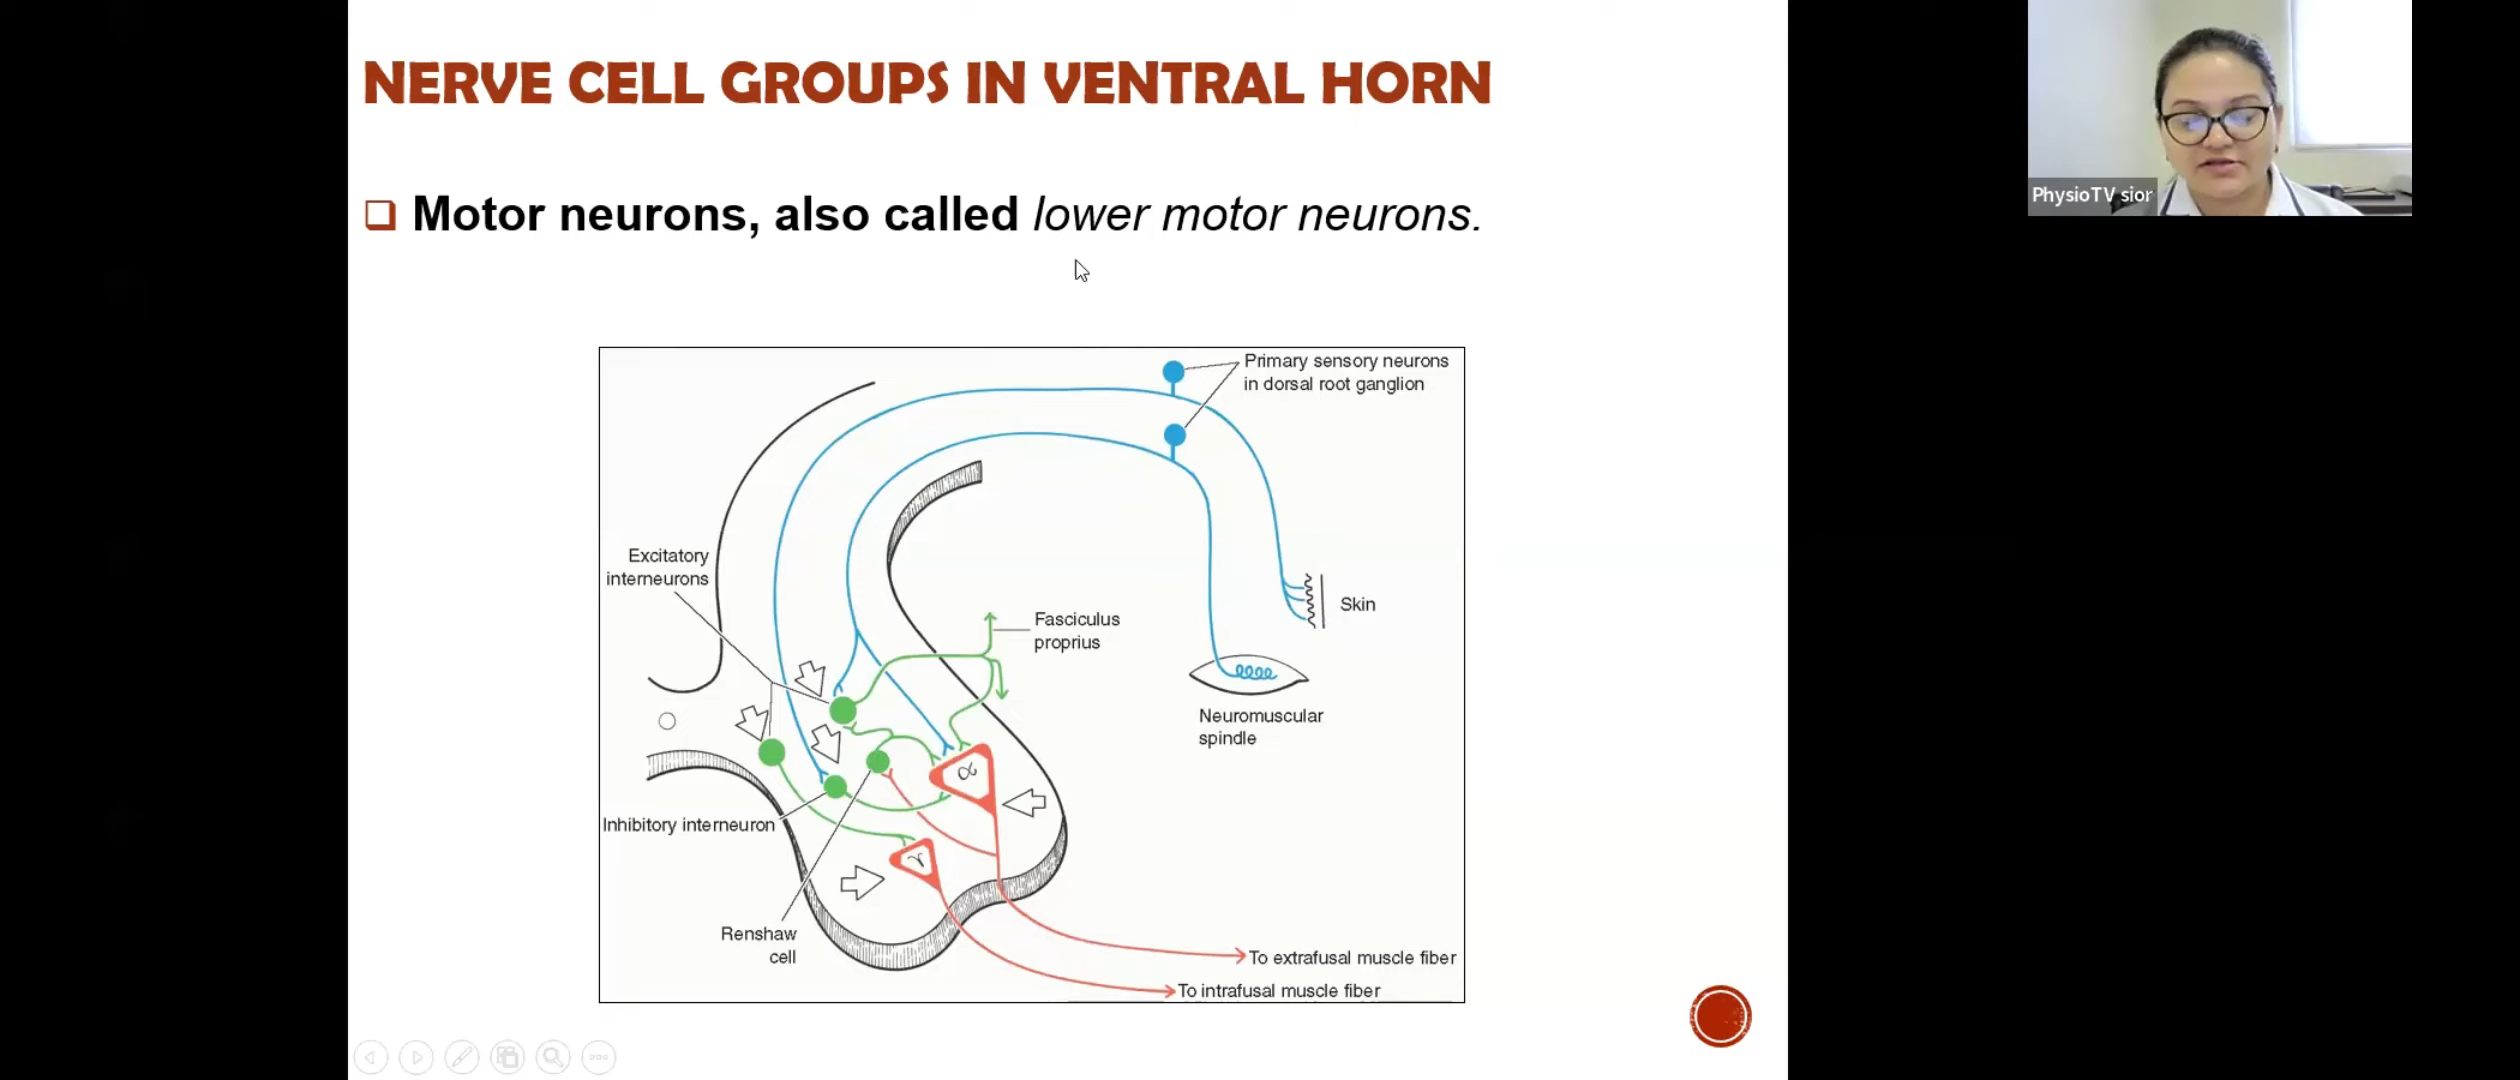 NERVE CELL GROUPS IN VENTRAL HORN
Motor neurons, also called lower motor neurons.
PhysioTV sior
Primary sensory neurons
in dorsal root ganglion
Excitatory
interneurons
Fasciculus
proprius
Skin
Neuromuscular
spindle
α
Inhibitory interneuron
γ
Renshaw
cell
To extrafusal muscle fiber
To intrafusal muscle fiber